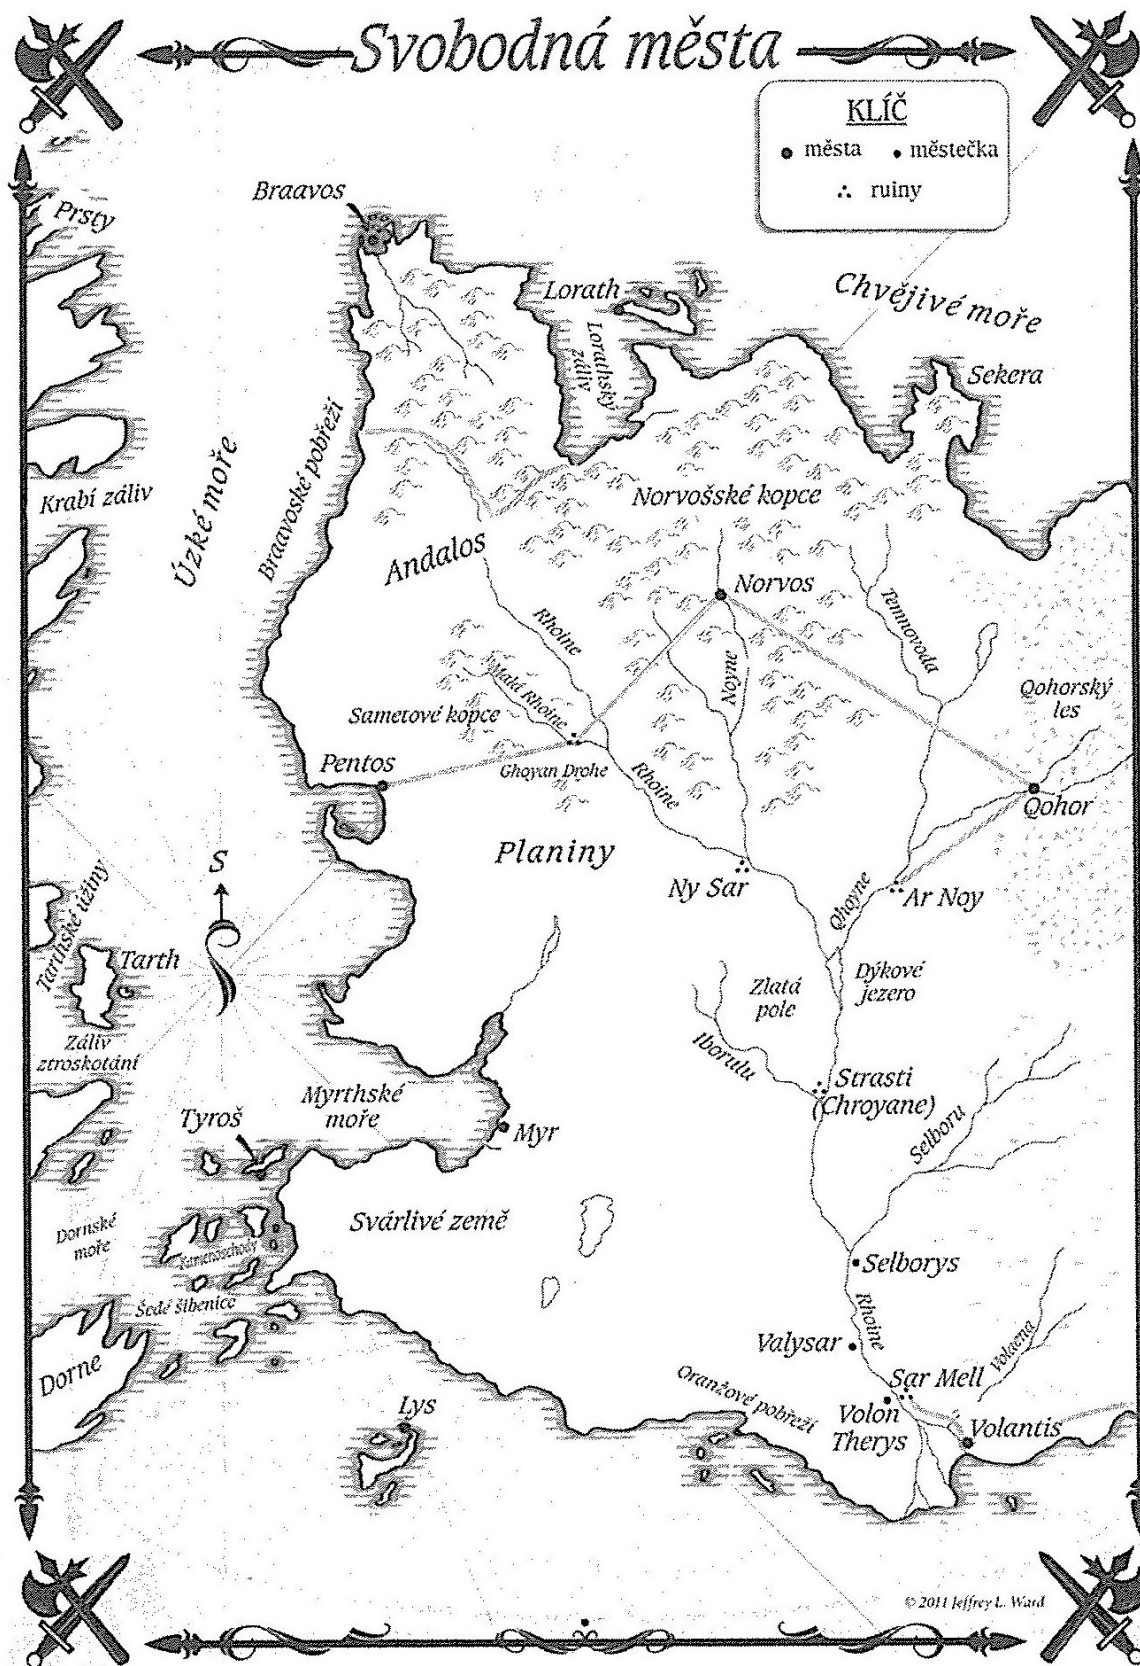 Svobodná města
KLÍČ
města
městečka
ruiny
Braavos
Prsty
Lorath
Chvějivé moře
Lorathský
záliv
Sekera
Úzké moře
Braavoské pobřeží
Krabí záliv
Norvošské kopce
Andalos
Norvos
Temnovoda
Rhoine
Noyne
Malá Rhoine
Qohorský
les
Sametové kopce
Pentos
Ghoyan Drohe
Rhoine
Qohor
Planiny
S
Ny Sar
Qhoyne
Ar Noy
Tarthské úžiny
Tarth
Zlatá
pole
Dýkové
jezero
Záliv
ztroskotání
Iborulu
Strasti
(Chroyane)
Myrthské
moře
Tyroš
Myr
Selhoru
Dornské
moře
Svárlivé země
Kamenoschody
Selhorys
Šedé šibenice
Rhoine
Valysar
Volaena
Dorne
Sar Mell
Oranžové pobřeží
Lys
Volon
Therys
Volantis
© 2011 Jeffrey L. Ward